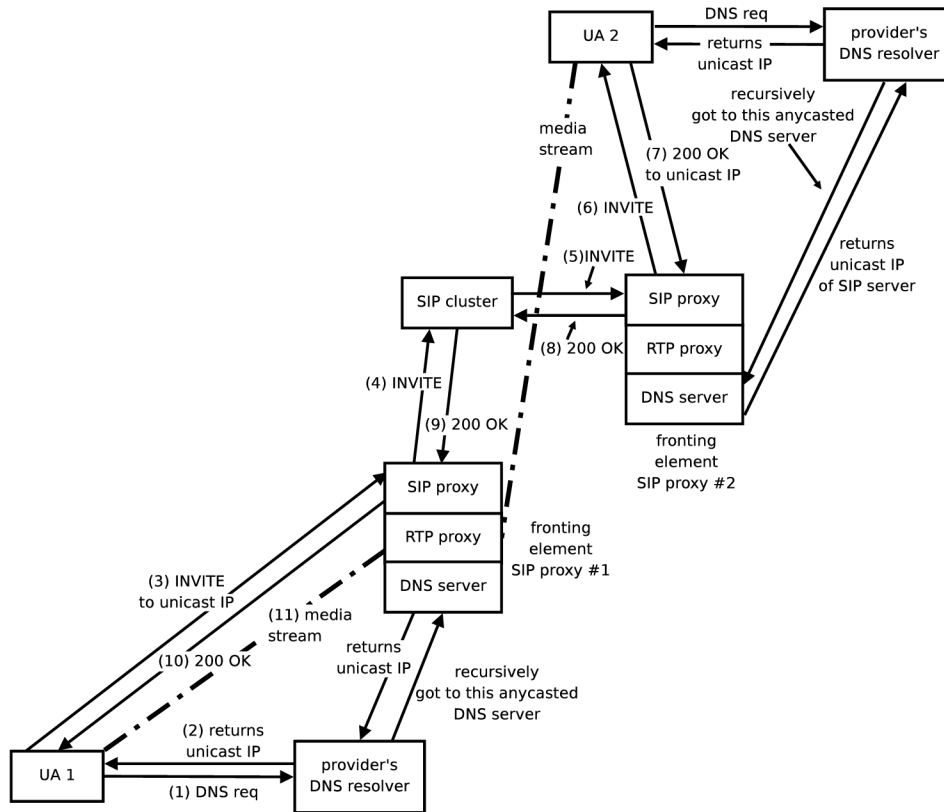 DNS req
UA 2
returns
unicast IP
provider's
DNS resolver
recursively
got to this anycasted
DNS server
media
stream
(7) 200 OK
to unicast IP
(6) INVITE
returns
unicast IP
of SIP server
(5)INVITE
SIP cluster
SIP proxy
(8) 200 OK
RTP proxy
(4) INVITE
DNS server
(9) 200 OK
fronting
element
SIP proxy #2
SIP proxy
RTP proxy
fronting
element
SIP proxy #1
DNS server
(3) INVITE
to unicast IP
(11) media
stream
(10) 200 OK
returns
unicast IP
recursively
got to this anycasted
DNS server
(2) returns
unicast IP
UA 1
provider's
DNS resolver
(1) DNS req